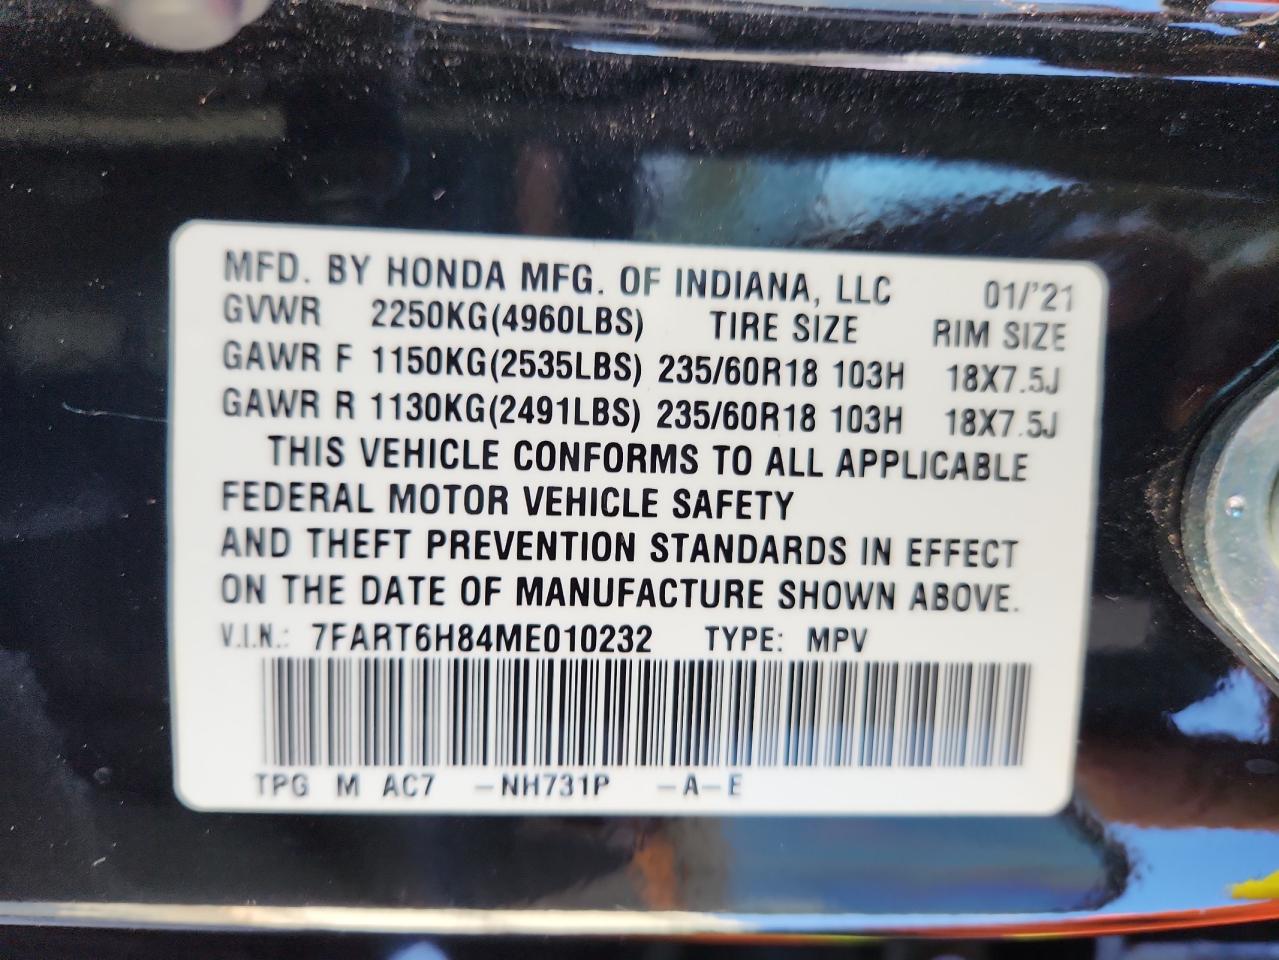 MFD. BY HONDA MFG. OF INDIANA, LLC 01/'21
GVWR 2250KG(4960LBS) TIRE SIZE RIM SIZE
GAWR F 1150KG(2535LBS) 235/60R18 103H 18X7.5J
GAWR R 1130KG(2491LBS) 235/60R18 103H 18X7.5J
THIS VEHICLE CONFORMS TO ALL APPLICABLE
FEDERAL MOTOR VEHICLE SAFETY
AND THEFT PREVENTION STANDARDS IN EFFECT
ON THE DATE OF MANUFACTURE SHOWN ABOVE.
V.I.N.: 7FART6H84ME010232 TYPE: MPV
TPG M AC7 -NH731P -A-E